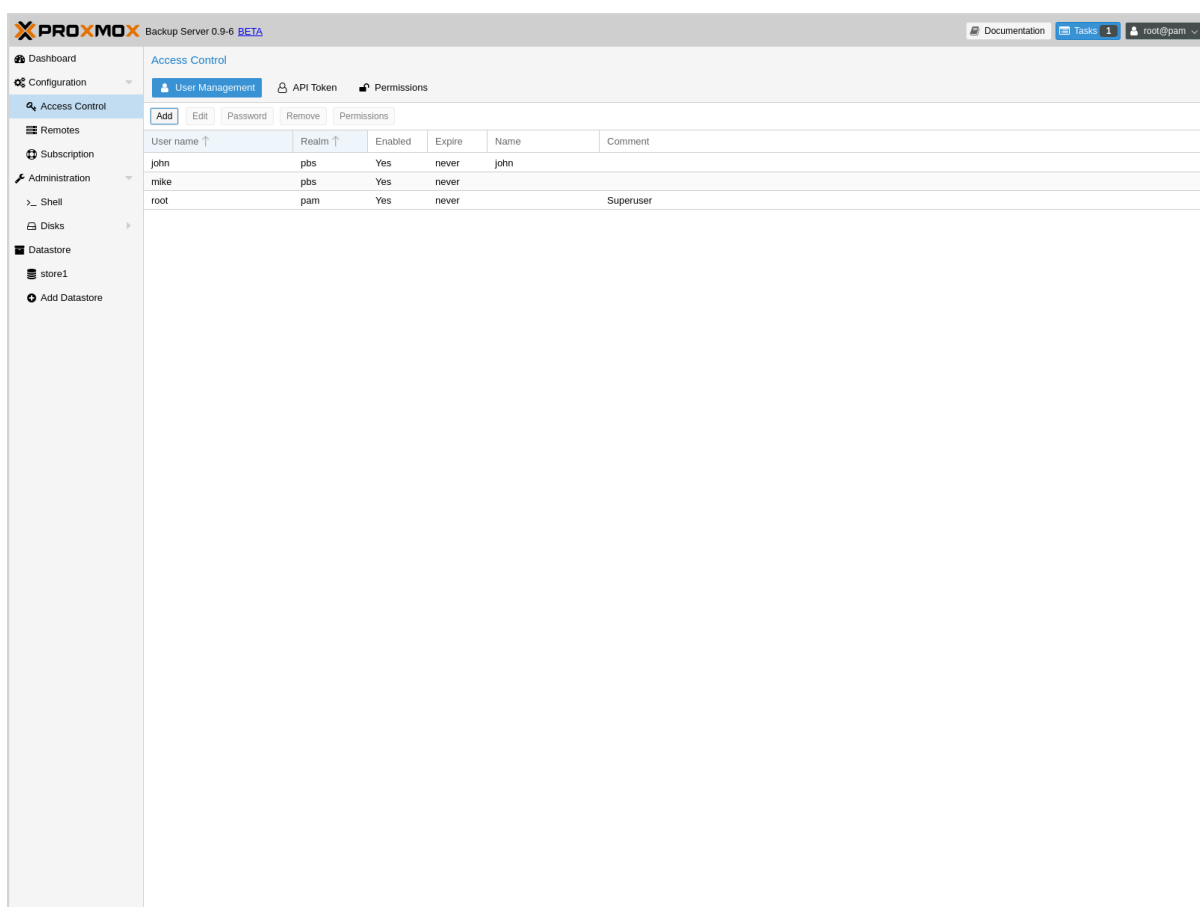 PROXMOX Backup Server 0.9-6 BETA Documentation Tasks 1 root@pam
Dashboard
Configuration
Access Control
Remotes
Subscription
Administration
>_ Shell
Disks
Datastore
store1
Add Datastore
Access Control
User Management API Token Permissions
Add Edit Password Remove Permissions
User name ↑ Realm ↑ Enabled Expire Name Comment
john pbs Yes never john
mike pbs Yes never
root pam Yes never Superuser